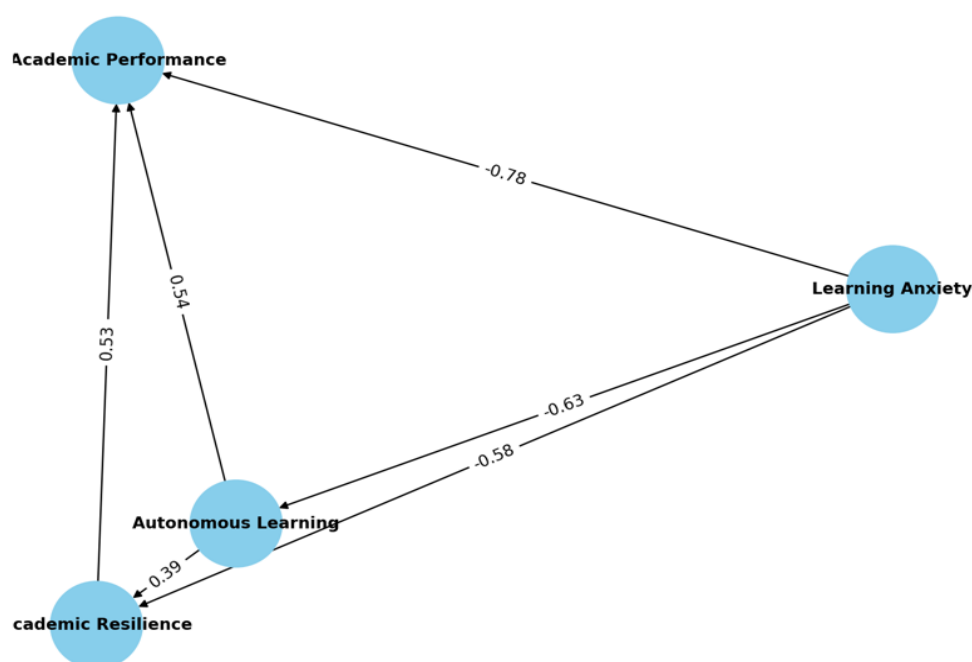 Academic Performance
-0.78
Learning Anxiety
0.54
0.53
-0.63
-0.58
Autonomous Learning
0.39
cademic Resilience